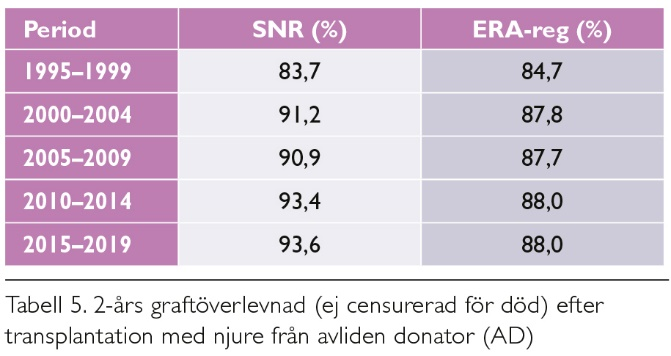 Period SNR (%) ERA-reg (%)
1995–1999 83,7 84,7
2000–2004 91,2 87,8
2005–2009 90,9 87,7
2010–2014 93,4 88,0
2015–2019 93,6 88,0
Tabell 5. 2-års graftöverlevnad (ej censurerad för död) efter
transplantation med njure från avliden donator (AD)